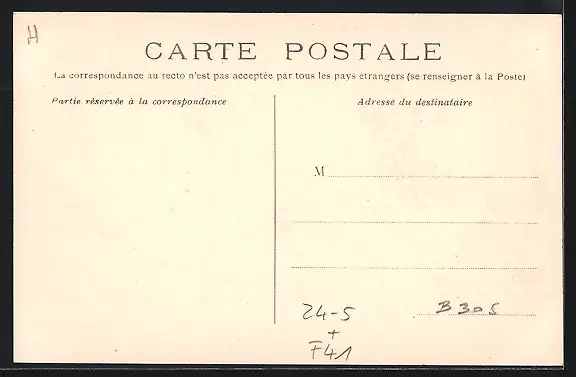 H
CARTE POSTALE
La correspondance au recto n'est pas acceptée par tous les pays étrangers (se renseigner à la Poste)
Partie réservée à la correspondance
Adresse du destinataire
M
24-5
+
F41
B305